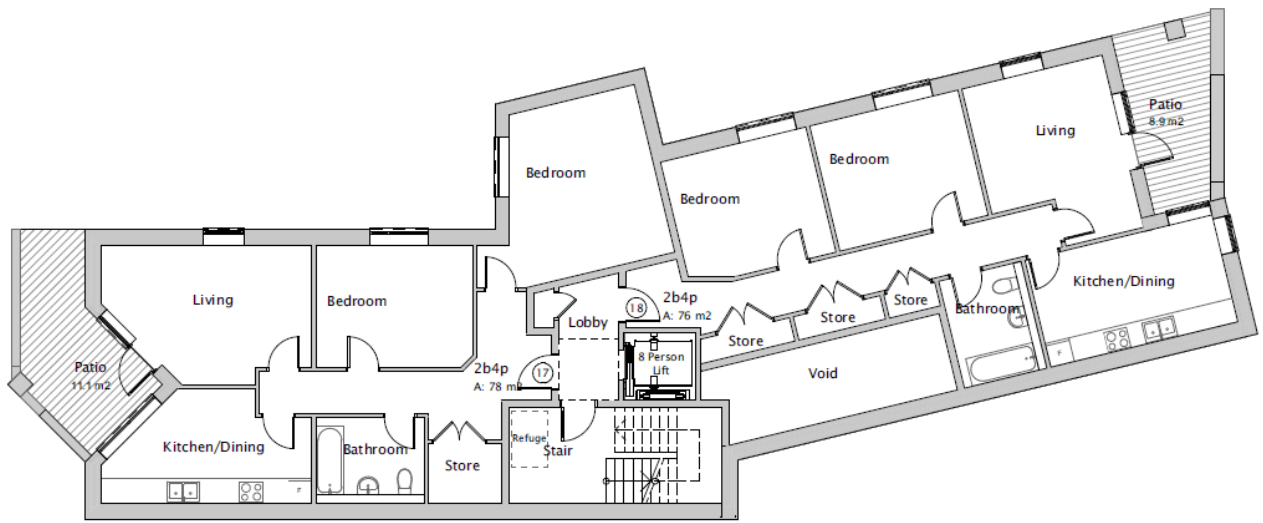 Patio
8.9 m2
Living
Bedroom
Bedroom
Bedroom
Kitchen/Dining
Living
Bedroom
2b4p
A: 76 m2
18
Lobby
Store
Store
Store
Bathroom
Patio
11.1 m2
2b4p
A: 78 m2
17
8 Person
Lift
Void
F
Kitchen/Dining
Bathroom
Store
Refuge
Stair
F